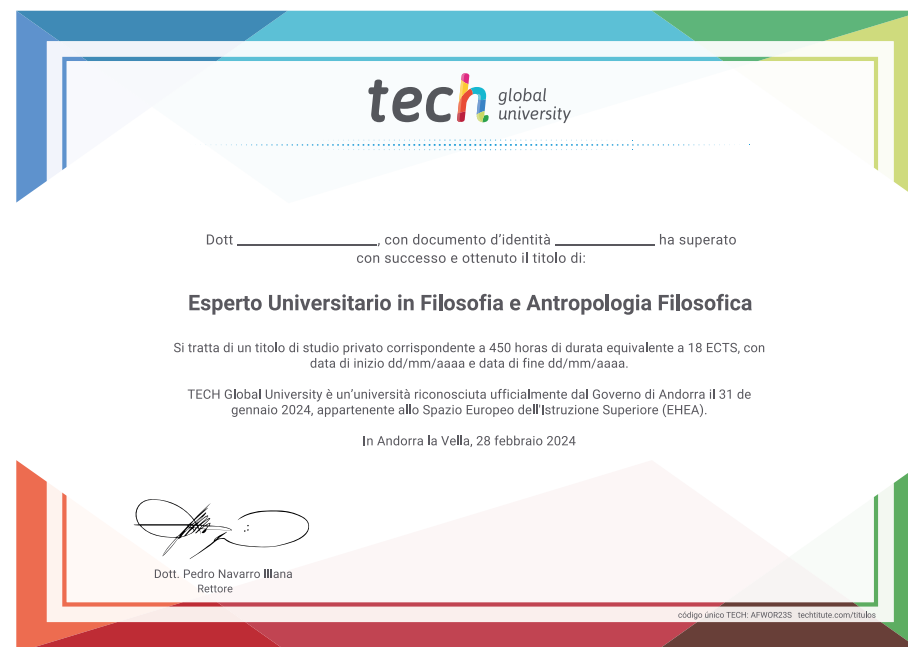 tech global university
Dott ___________________, con documento d'identità ______________ ha superato
con successo e ottenuto il titolo di:
Esperto Universitario in Filosofia e Antropologia Filosofica
Si tratta di un titolo di studio privato corrispondente a 450 horas di durata equivalente a 18 ECTS, con
data di inizio dd/mm/aaaa e data di fine dd/mm/aaaa.
TECH Global University è un'università riconosciuta ufficialmente dal Governo di Andorra il 31 de
gennaio 2024, appartenente allo Spazio Europeo dell'Istruzione Superiore (EHEA).
In Andorra la Vella, 28 febbraio 2024
Dott. Pedro Navarro Illana
Rettore
código único TECH: AFWOR23S techtitute.com/titulos